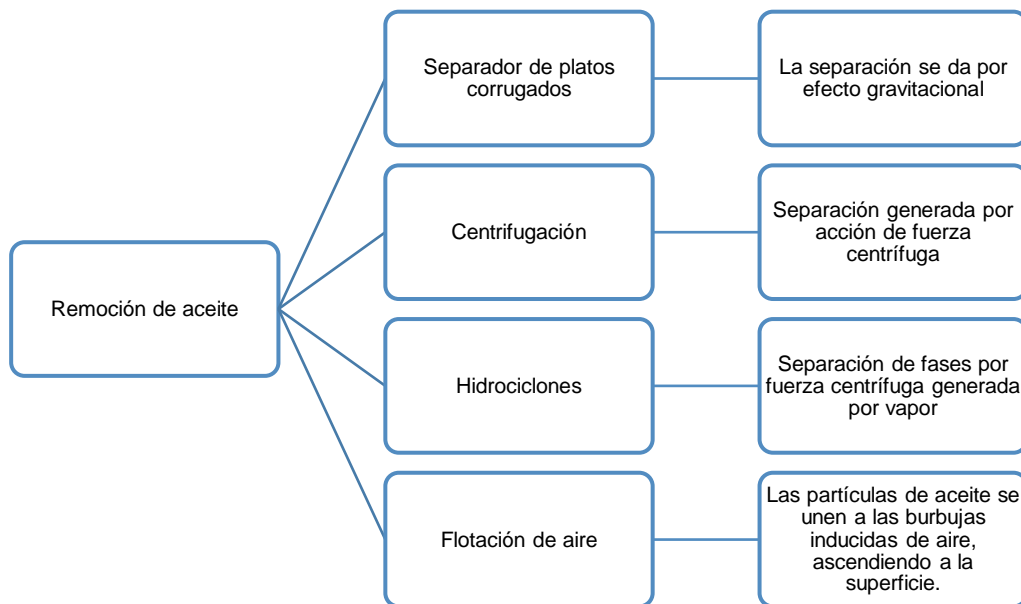 Remoción de aceite
Separador de platos
corrugados
La separación se da por
efecto gravitacional
Centrifugación
Separación generada por
acción de fuerza
centrífuga
Hidrociclones
Separación de fases por
fuerza centrífuga generada
por vapor
Flotación de aire
Las partículas de aceite se
unen a las burbujas
inducidas de aire,
ascendiendo a la
superficie.